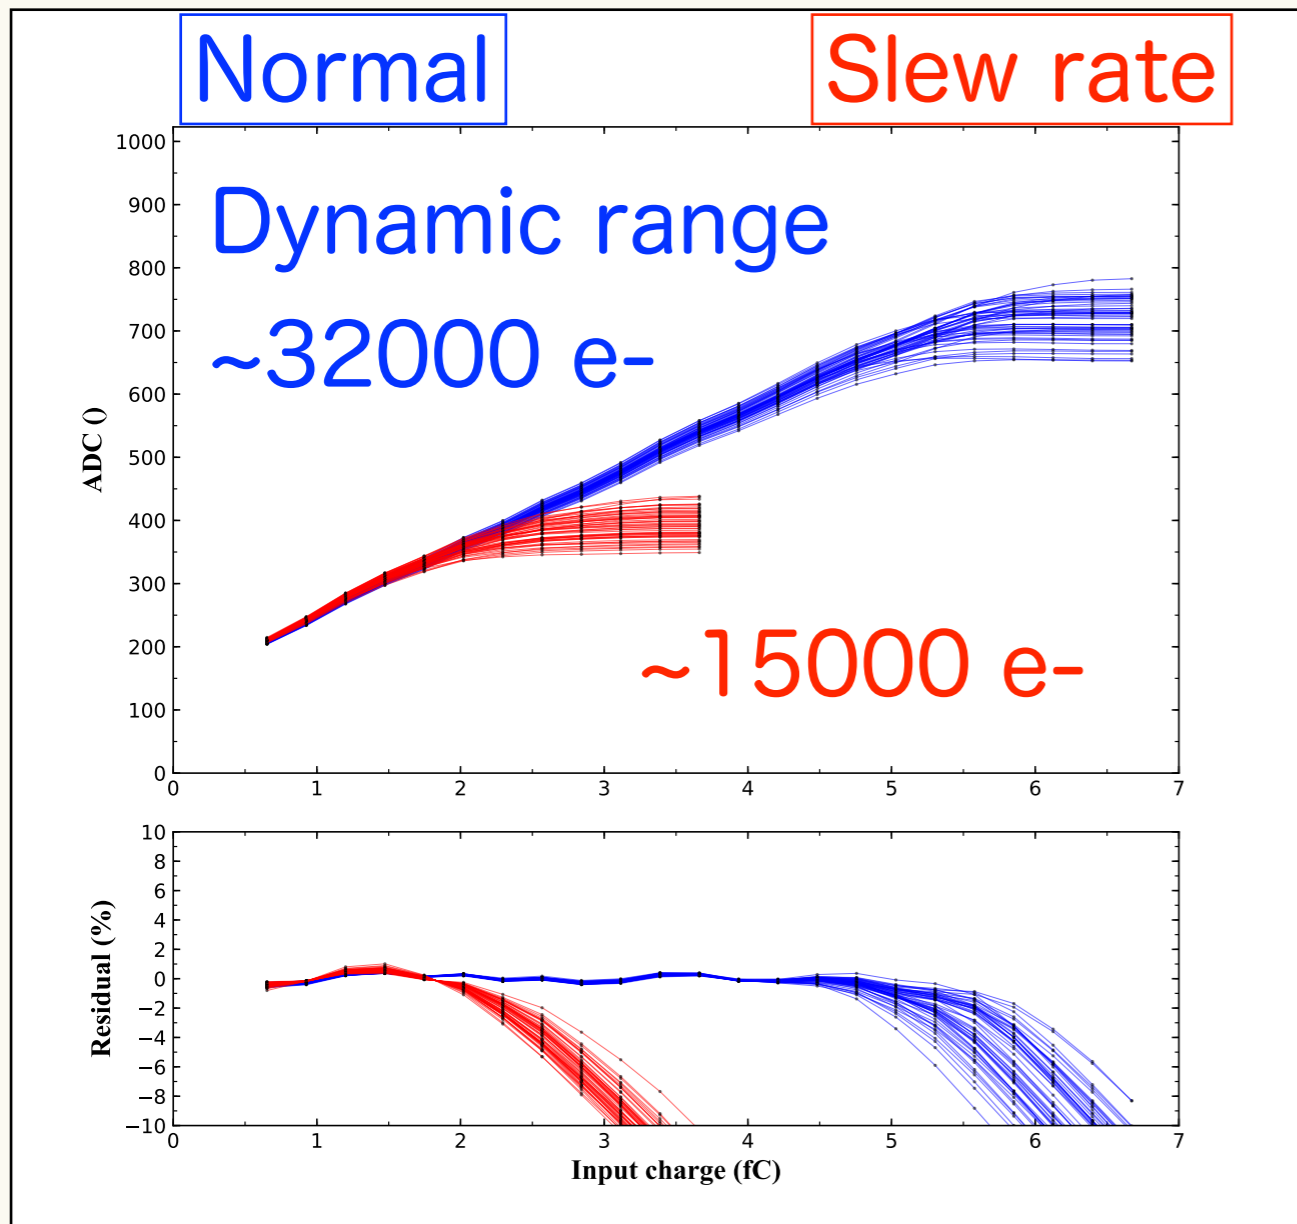 Normal
Slew rate
Dynamic range
~32000 e-
~15000 e-
ADC ()
1000
900
800
700
600
500
400
300
200
100
0
0 1 2 3 4 5 6 7
Residual (%)
10
8
6
4
2
0
−2
−4
−6
−8
−10
0 1 2 3 4 5 6 7
Input charge (fC)